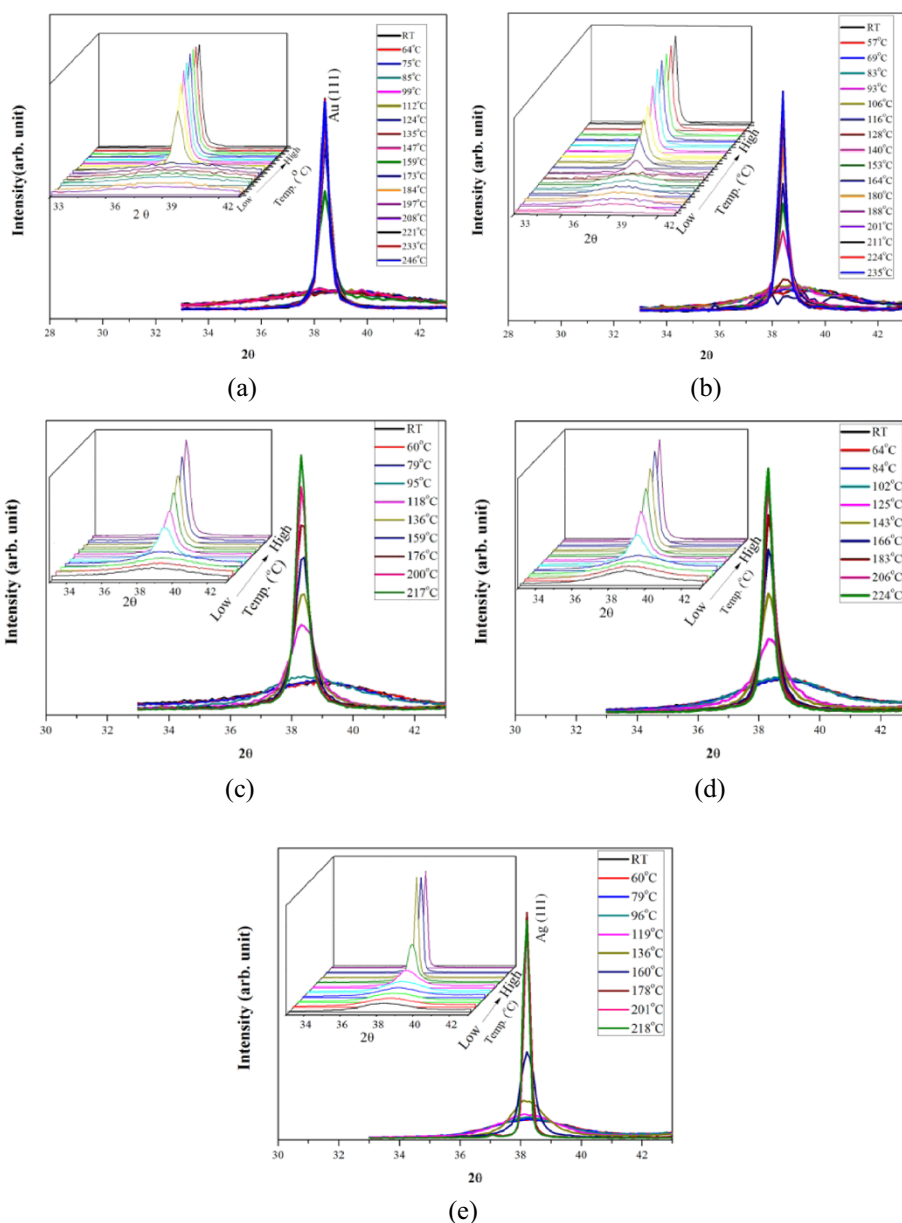 Intensity(arb. unit)
Au (111)
RT
64°C
75°C
85°C
99°C
112°C
124°C
135°C
147°C
159°C
173°C
184°C
197°C
208°C
221°C
233°C
246°C
33 36 39 42
2 θ
Low High
Temp. (°C)
28 30 32 34 36 38 40 42
2θ
(a)
Intensity (arb. unit)
RT
57°C
69°C
83°C
93°C
106°C
116°C
128°C
140°C
153°C
164°C
180°C
188°C
201°C
211°C
224°C
235°C
33 36 39 42
2θ
Low High
Temp. (°C)
28 30 32 34 36 38 40 42
2θ
(b)
Intensity (arb. unit)
RT
60°C
79°C
95°C
118°C
136°C
159°C
176°C
200°C
217°C
34 36 38 40 42
2θ
Low High
Temp. (°C)
30 32 34 36 38 40 42
2θ
(c)
Intensity (arb. unit)
RT
64°C
84°C
102°C
125°C
143°C
166°C
183°C
206°C
224°C
34 36 38 40 42
2θ
Low High
Temp. (°C)
30 32 34 36 38 40 42
2θ
(d)
Intensity (arb. unit)
Ag (111)
RT
60°C
79°C
96°C
119°C
136°C
160°C
178°C
201°C
218°C
34 36 38 40 42
2θ
Low High
Temp. (°C)
30 32 34 36 38 40 42
2θ
(e)